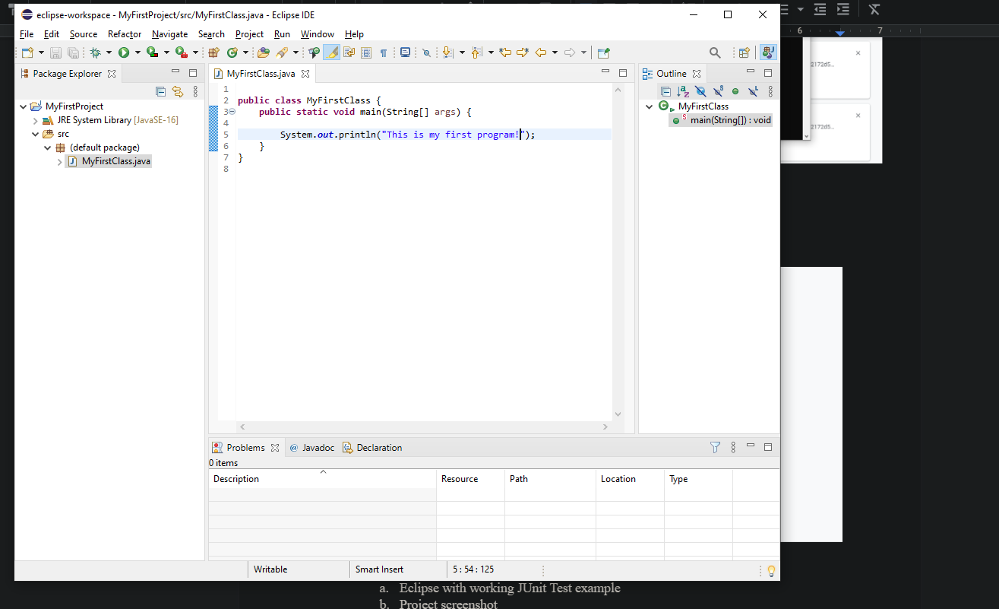 eclipse-workspace - MyFirstProject/src/MyFirstClass.java - Eclipse IDE
File Edit Source Refactor Navigate Search Project Run Window Help
6 7
Package Explorer
MyFirstProject
JRE System Library [JavaSE-16]
src
(default package)
MyFirstClass.java
MyFirstClass.java
1
2 public class MyFirstClass {
3 public static void main(String[] args) {
4
5 System.out.println("This is my first program!");
6 }
7 }
8
Outline
MyFirstClass
main(String[]) : void
2172d5...
2172d5...
Problems Javadoc Declaration
0 items
Description Resource Path Location Type
Writable Smart Insert 5 : 54 : 125
a. Eclipse with working JUnit Test example
b. Project screenshot